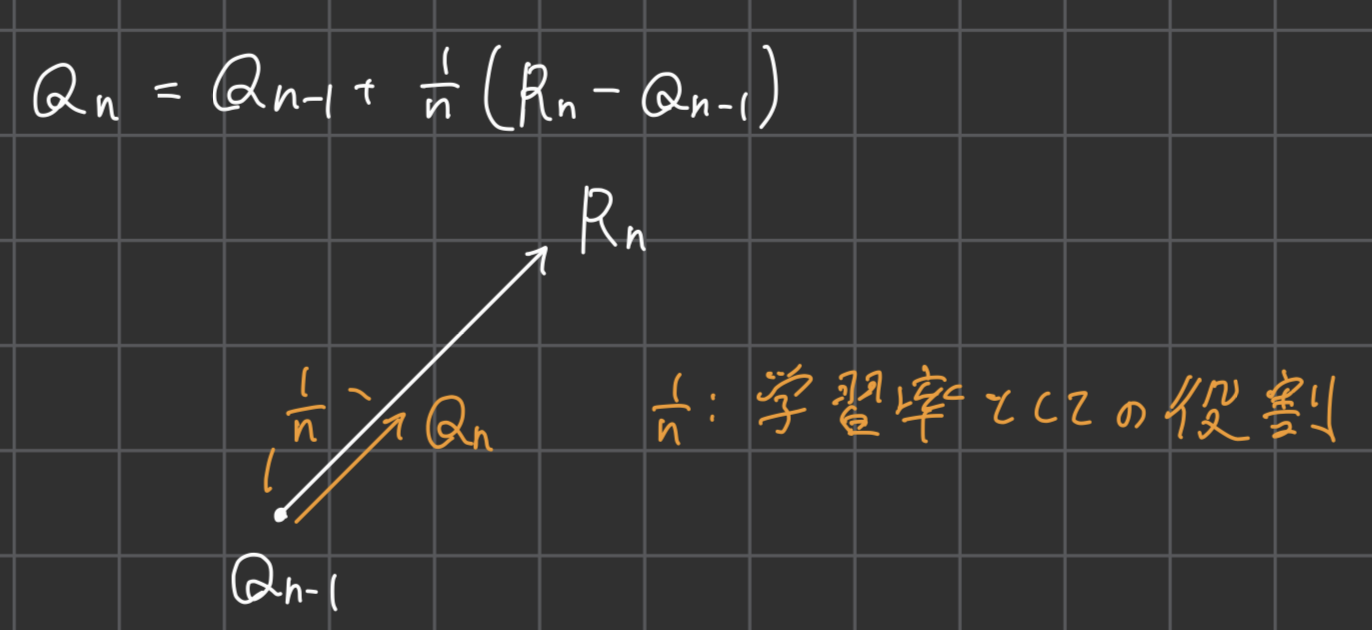 Qn = Qn-1 + 1/n (Rn - Qn-1)
Rn
1/n
Qn
1/n : 学習率としての役割
Qn-1